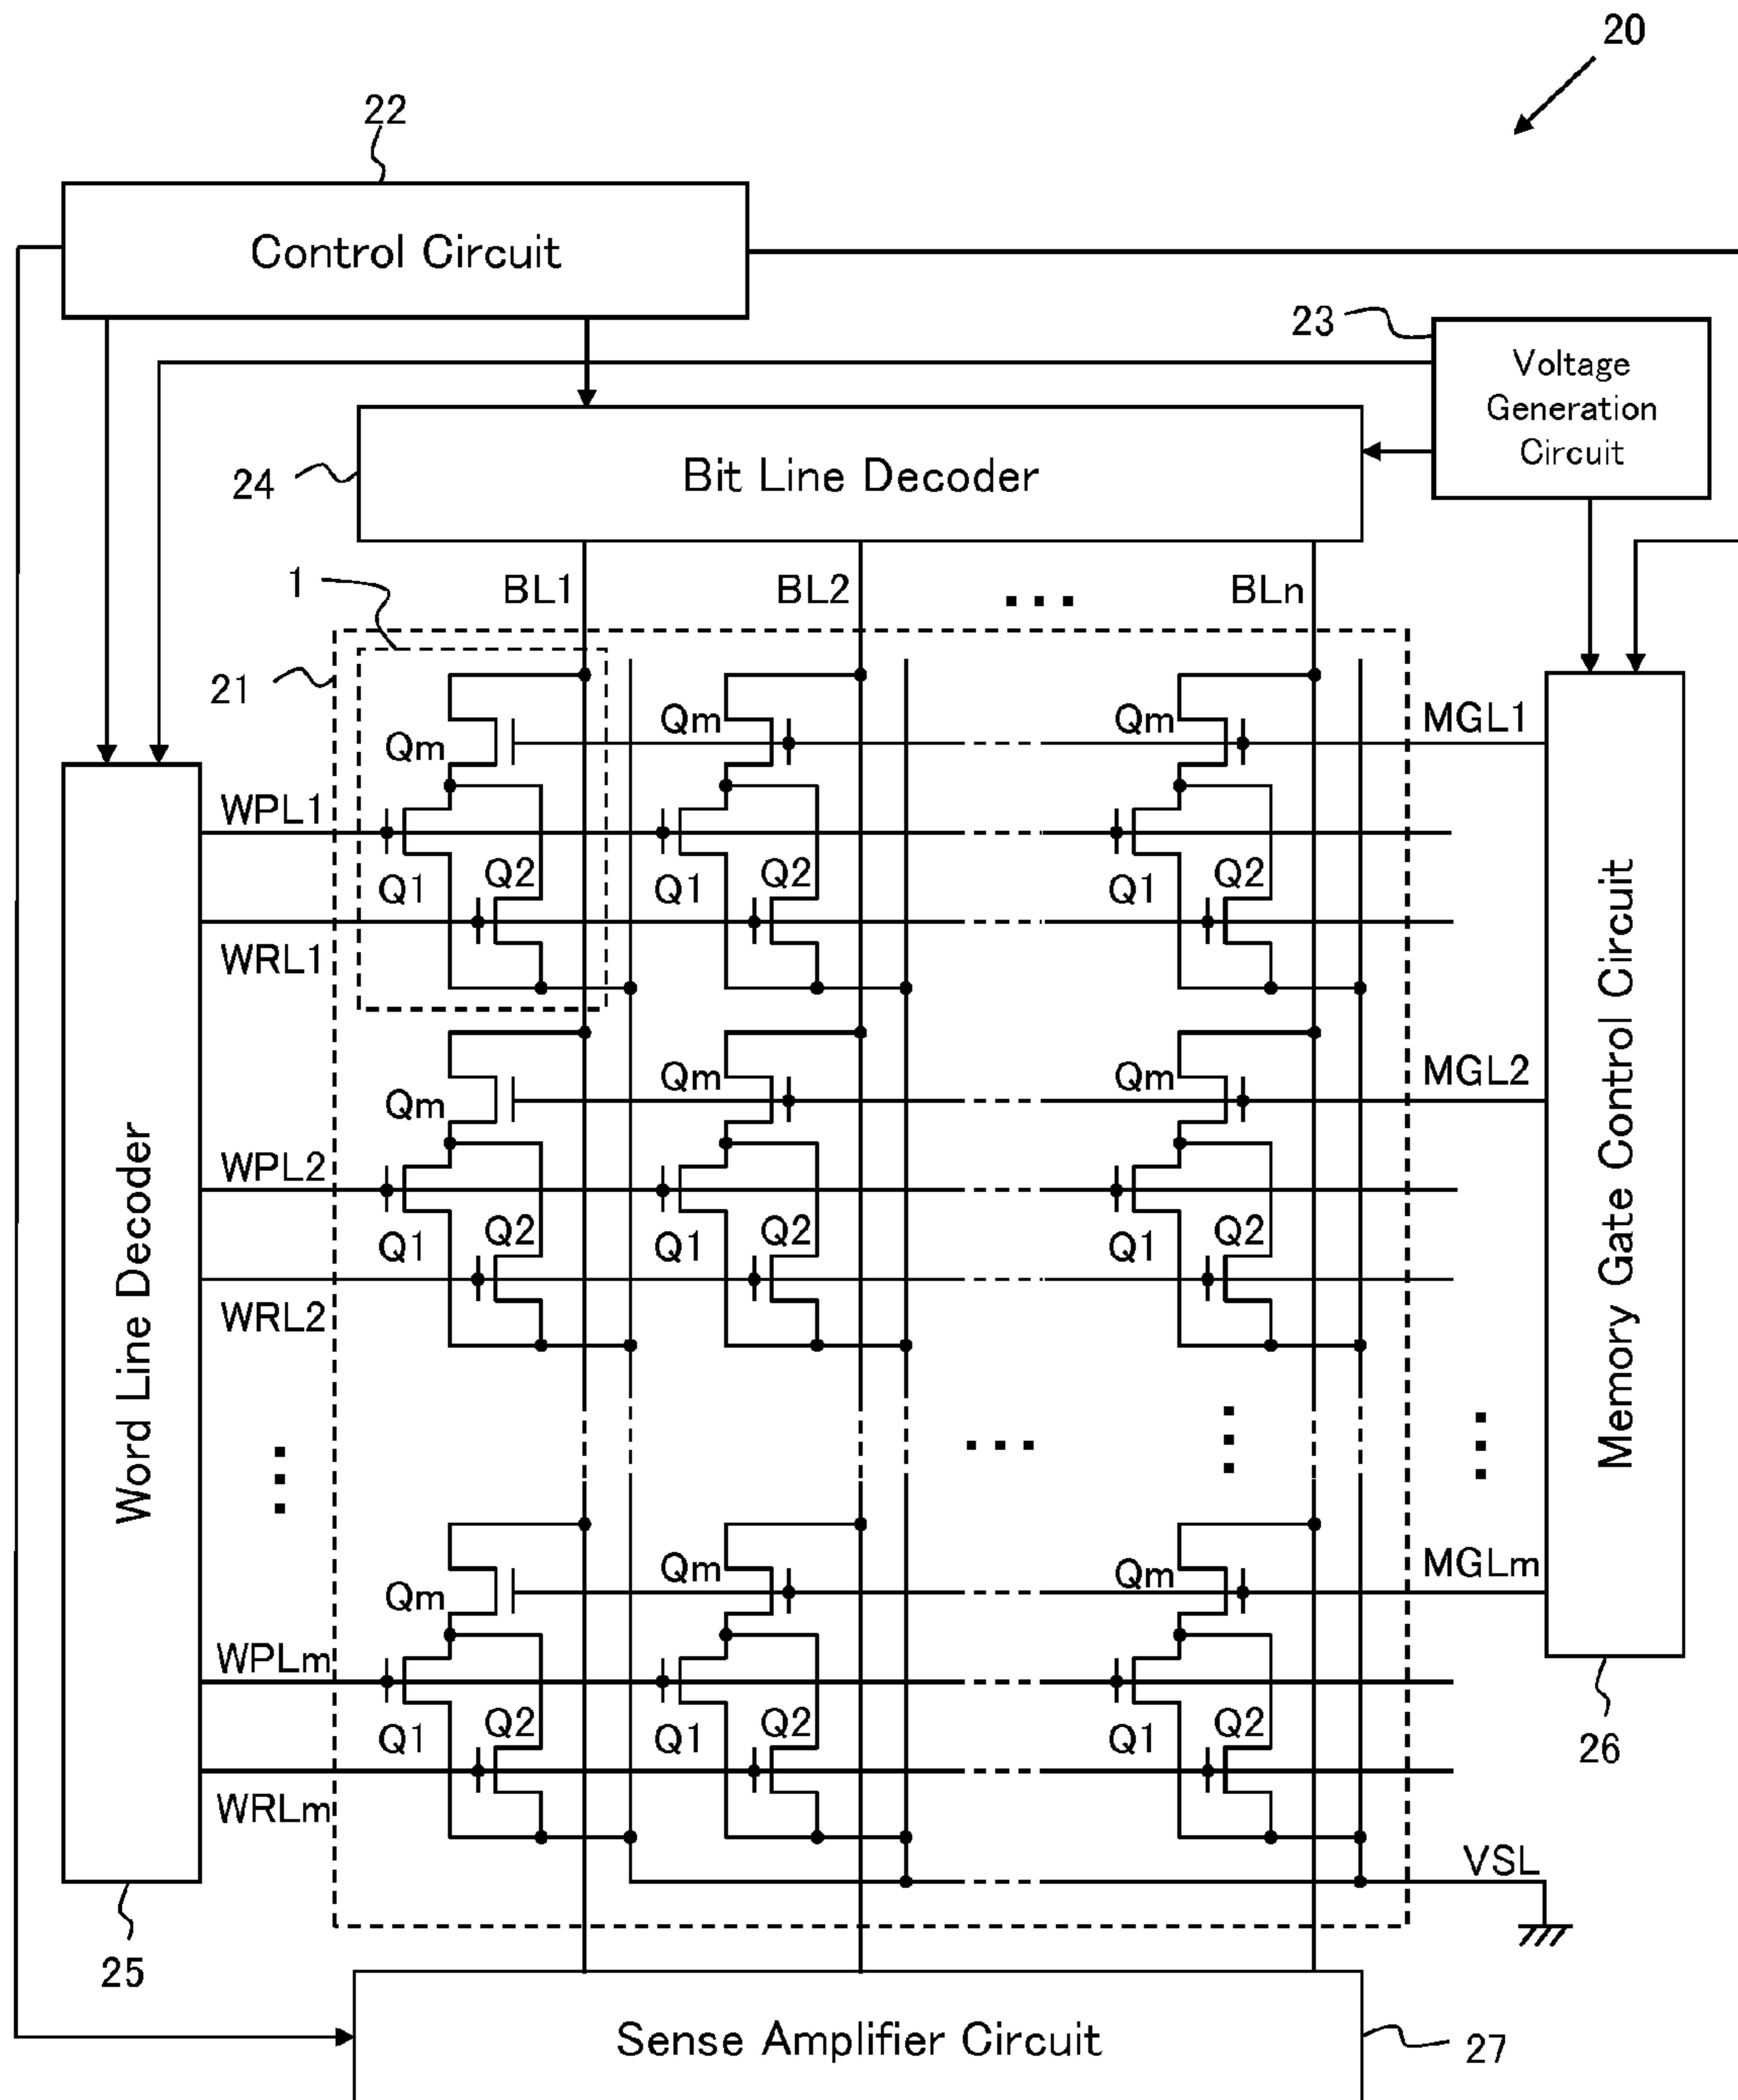 20
22
Control Circuit
23
Voltage
Generation
Circuit
24
Bit Line Decoder
1
BL1
BL2
...
BLn
21
Qm
Qm
Qm
MGL1
WPL1
Q1
Q2
Q1
Q2
Q1
Q2
WRL1
Qm
Qm
Qm
MGL2
WPL2
Q1
Q2
Q1
Q2
Q1
Q2
WRL2
Word Line Decoder
Memory Gate Control Circuit
...
Qm
Qm
Qm
MGLm
WPLm
Q1
Q2
Q1
Q2
Q1
Q2
WRLm
26
VSL
25
Sense Amplifier Circuit
27